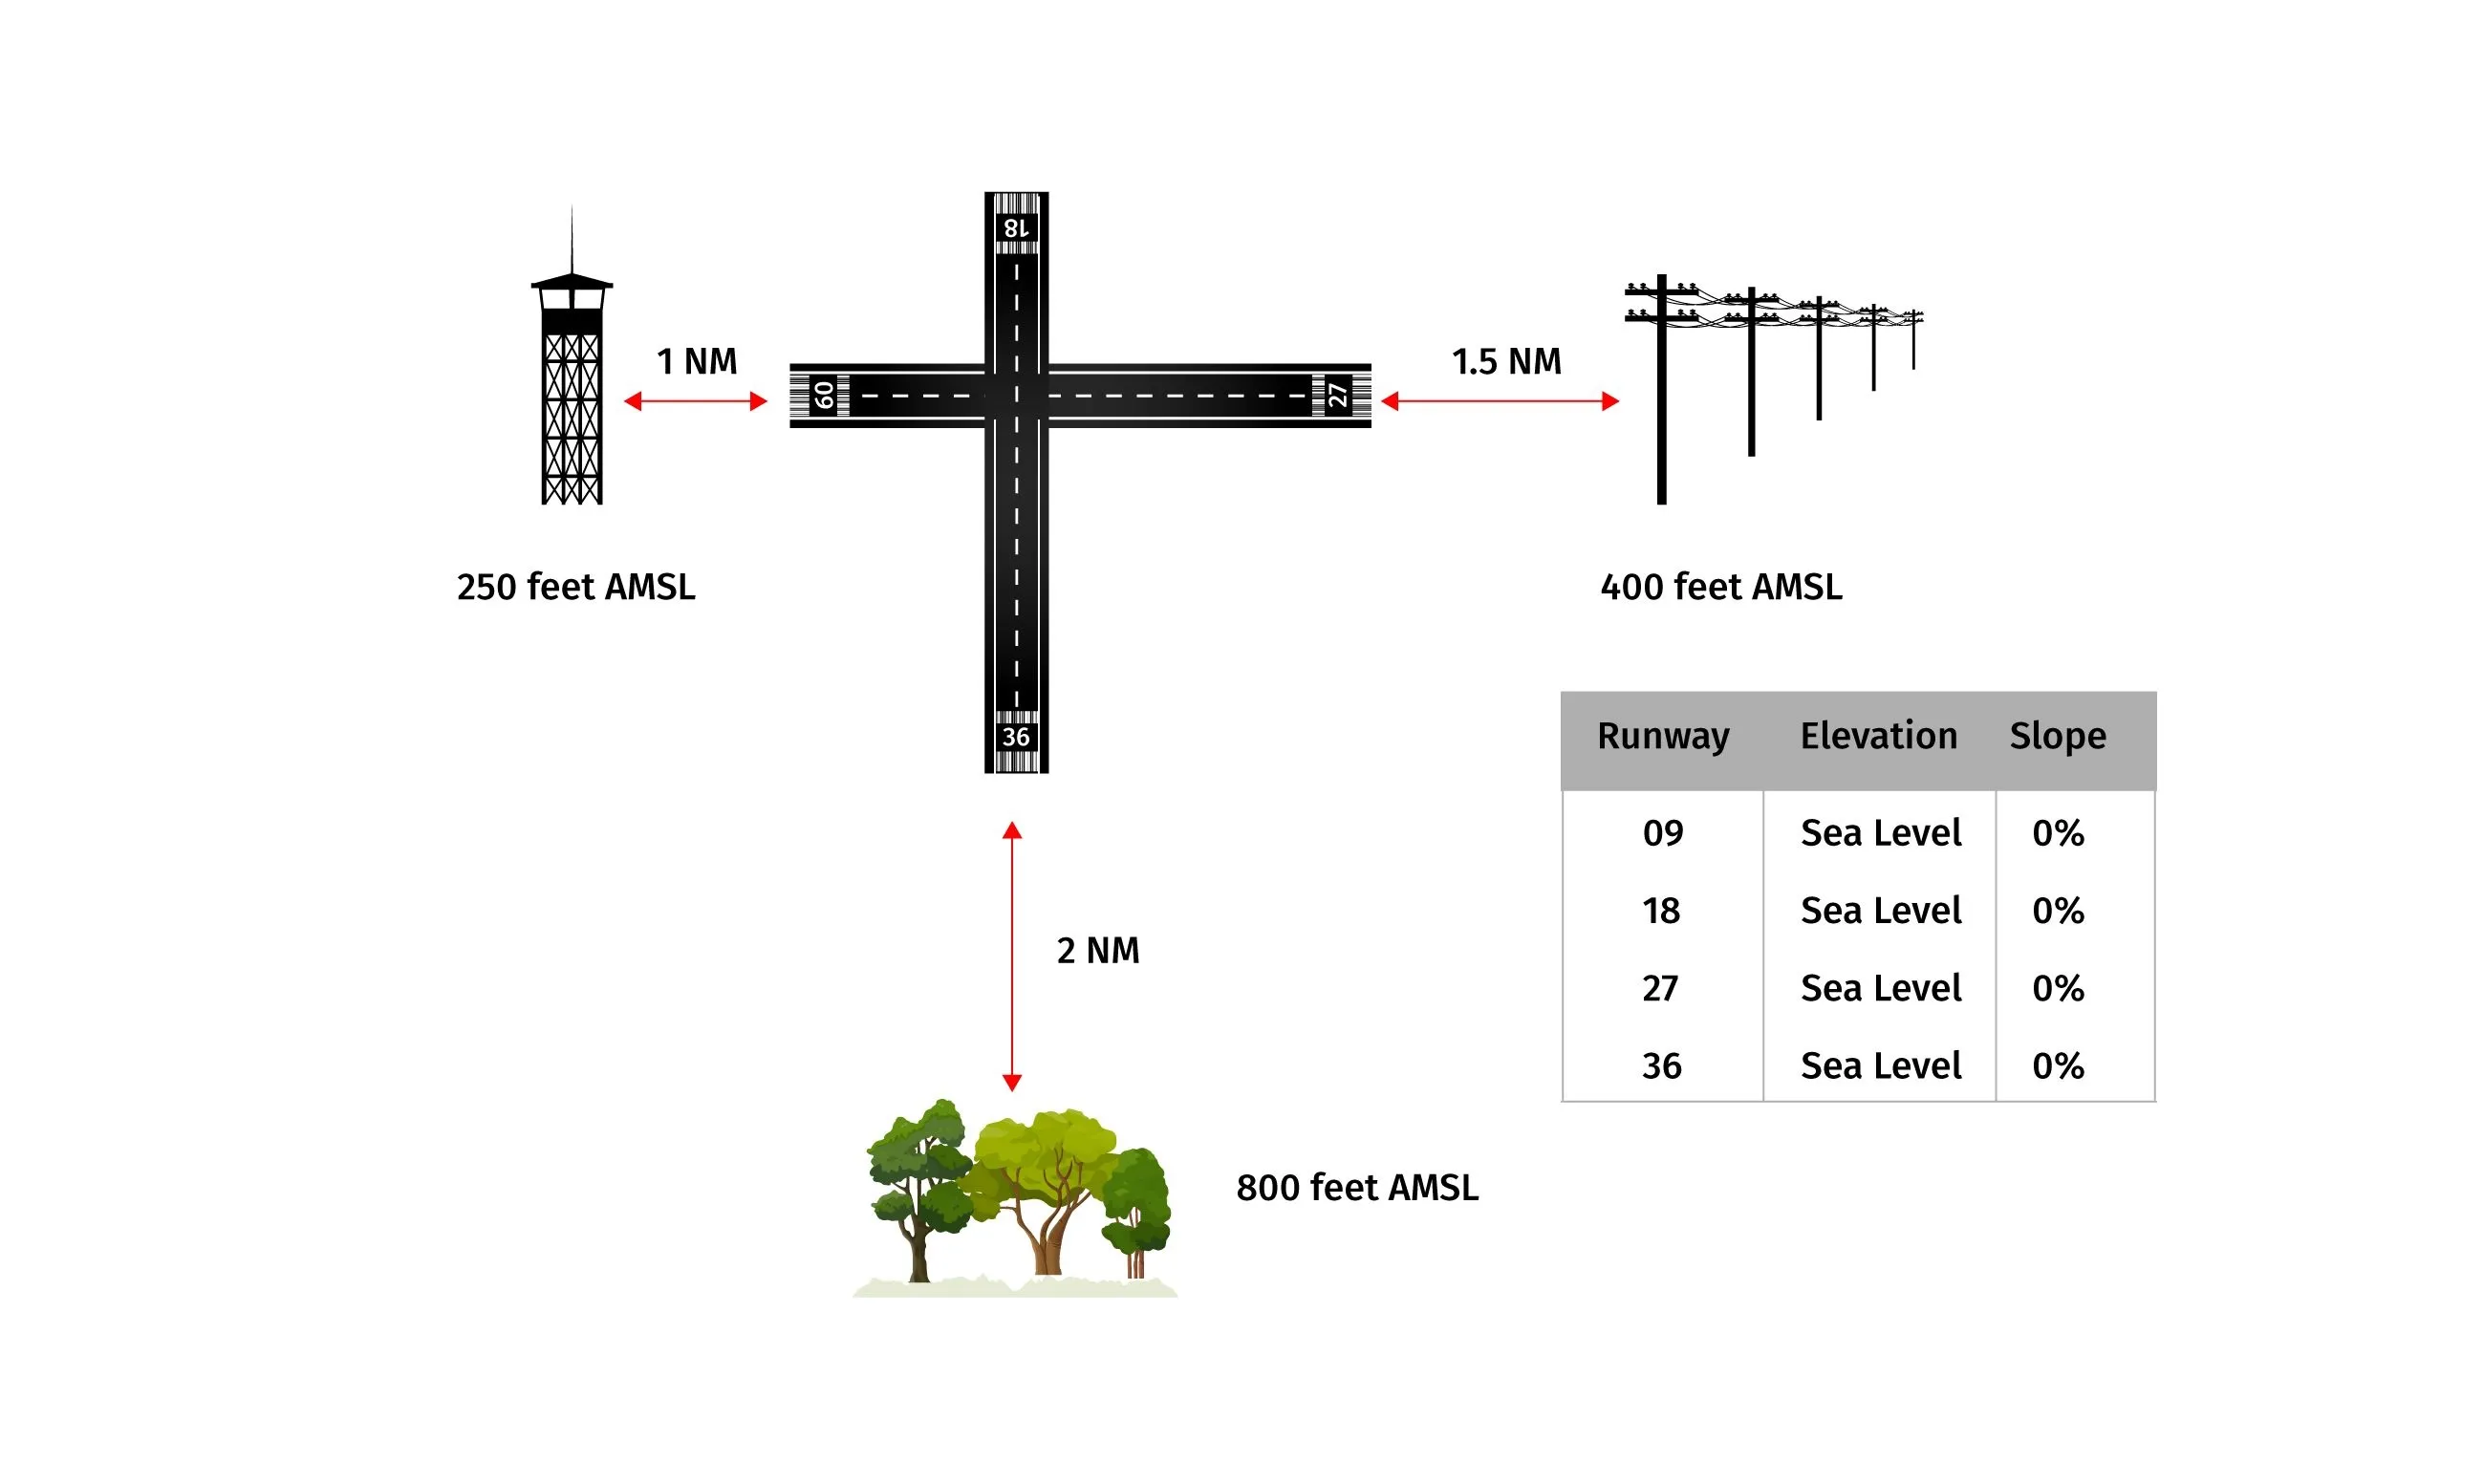 18
1 NM
1.5 NM
09
27
250 feet AMSL
400 feet AMSL
36
Runway Elevation Slope
09 Sea Level 0%
18 Sea Level 0%
27 Sea Level 0%
36 Sea Level 0%
2 NM
800 feet AMSL